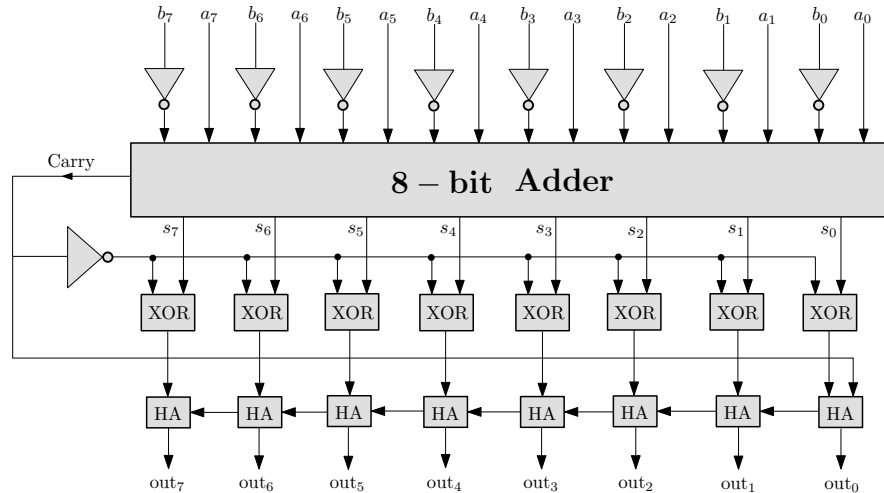 b₇ a₇ b₆ a₆ b₅ a₅ b₄ a₄ b₃ a₃ b₂ a₂ b₁ a₁ b₀ a₀
Carry
8 – bit Adder
s₇ s₆ s₅ s₄ s₃ s₂ s₁ s₀
XOR XOR XOR XOR XOR XOR XOR XOR
HA HA HA HA HA HA HA HA
out₇ out₆ out₅ out₄ out₃ out₂ out₁ out₀